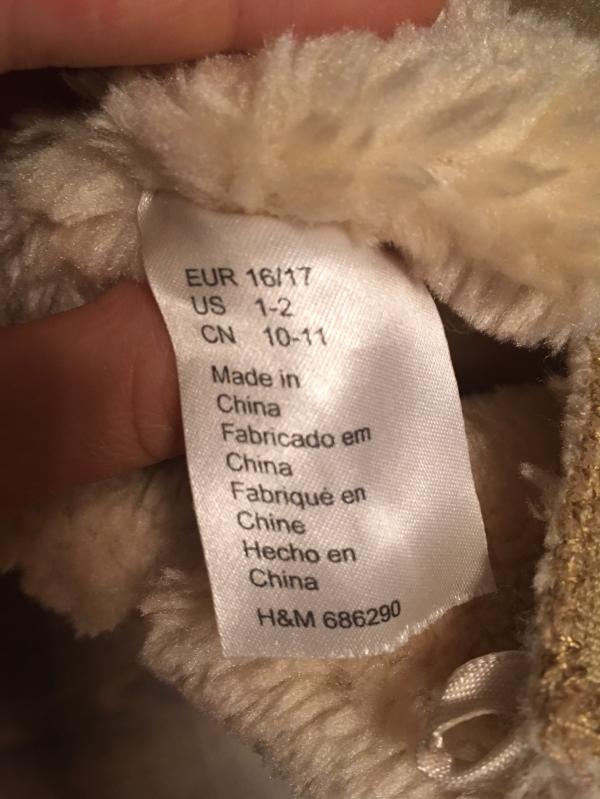 EUR 16/17
US 1-2
CN 10-11
Made in
China
Fabricado em
China
Fabriqué en
Chine
Hecho en
China
H&M 686290